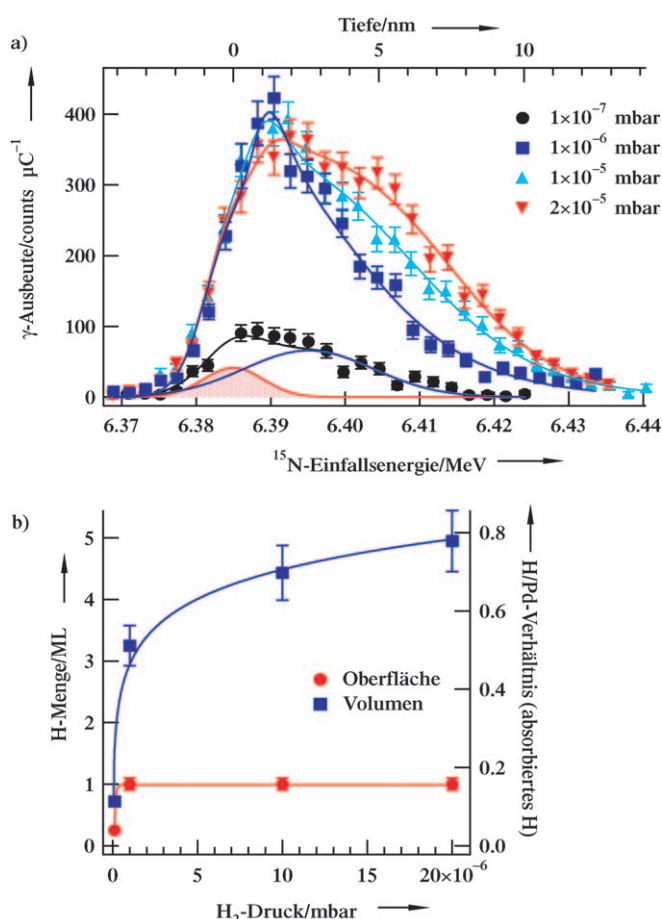 a)
Tiefe/nm
0 5 10
γ-Ausbeute/counts μC⁻¹
400
300
200
100
0
1×10⁻⁷ mbar
1×10⁻⁶ mbar
1×10⁻⁵ mbar
2×10⁻⁵ mbar
6.37 6.38 6.39 6.40 6.41 6.42 6.43 6.44
¹⁵N-Einfallsenergie/MeV
b)
H-Menge/ML
5
4
3
2
1
0
Oberfläche
Volumen
0.8
0.6
0.4
0.2
0.0
H/Pd-Verhältnis (absorbiertes H)
0 5 10 15 20×10⁻⁶
H₂-Druck/mbar